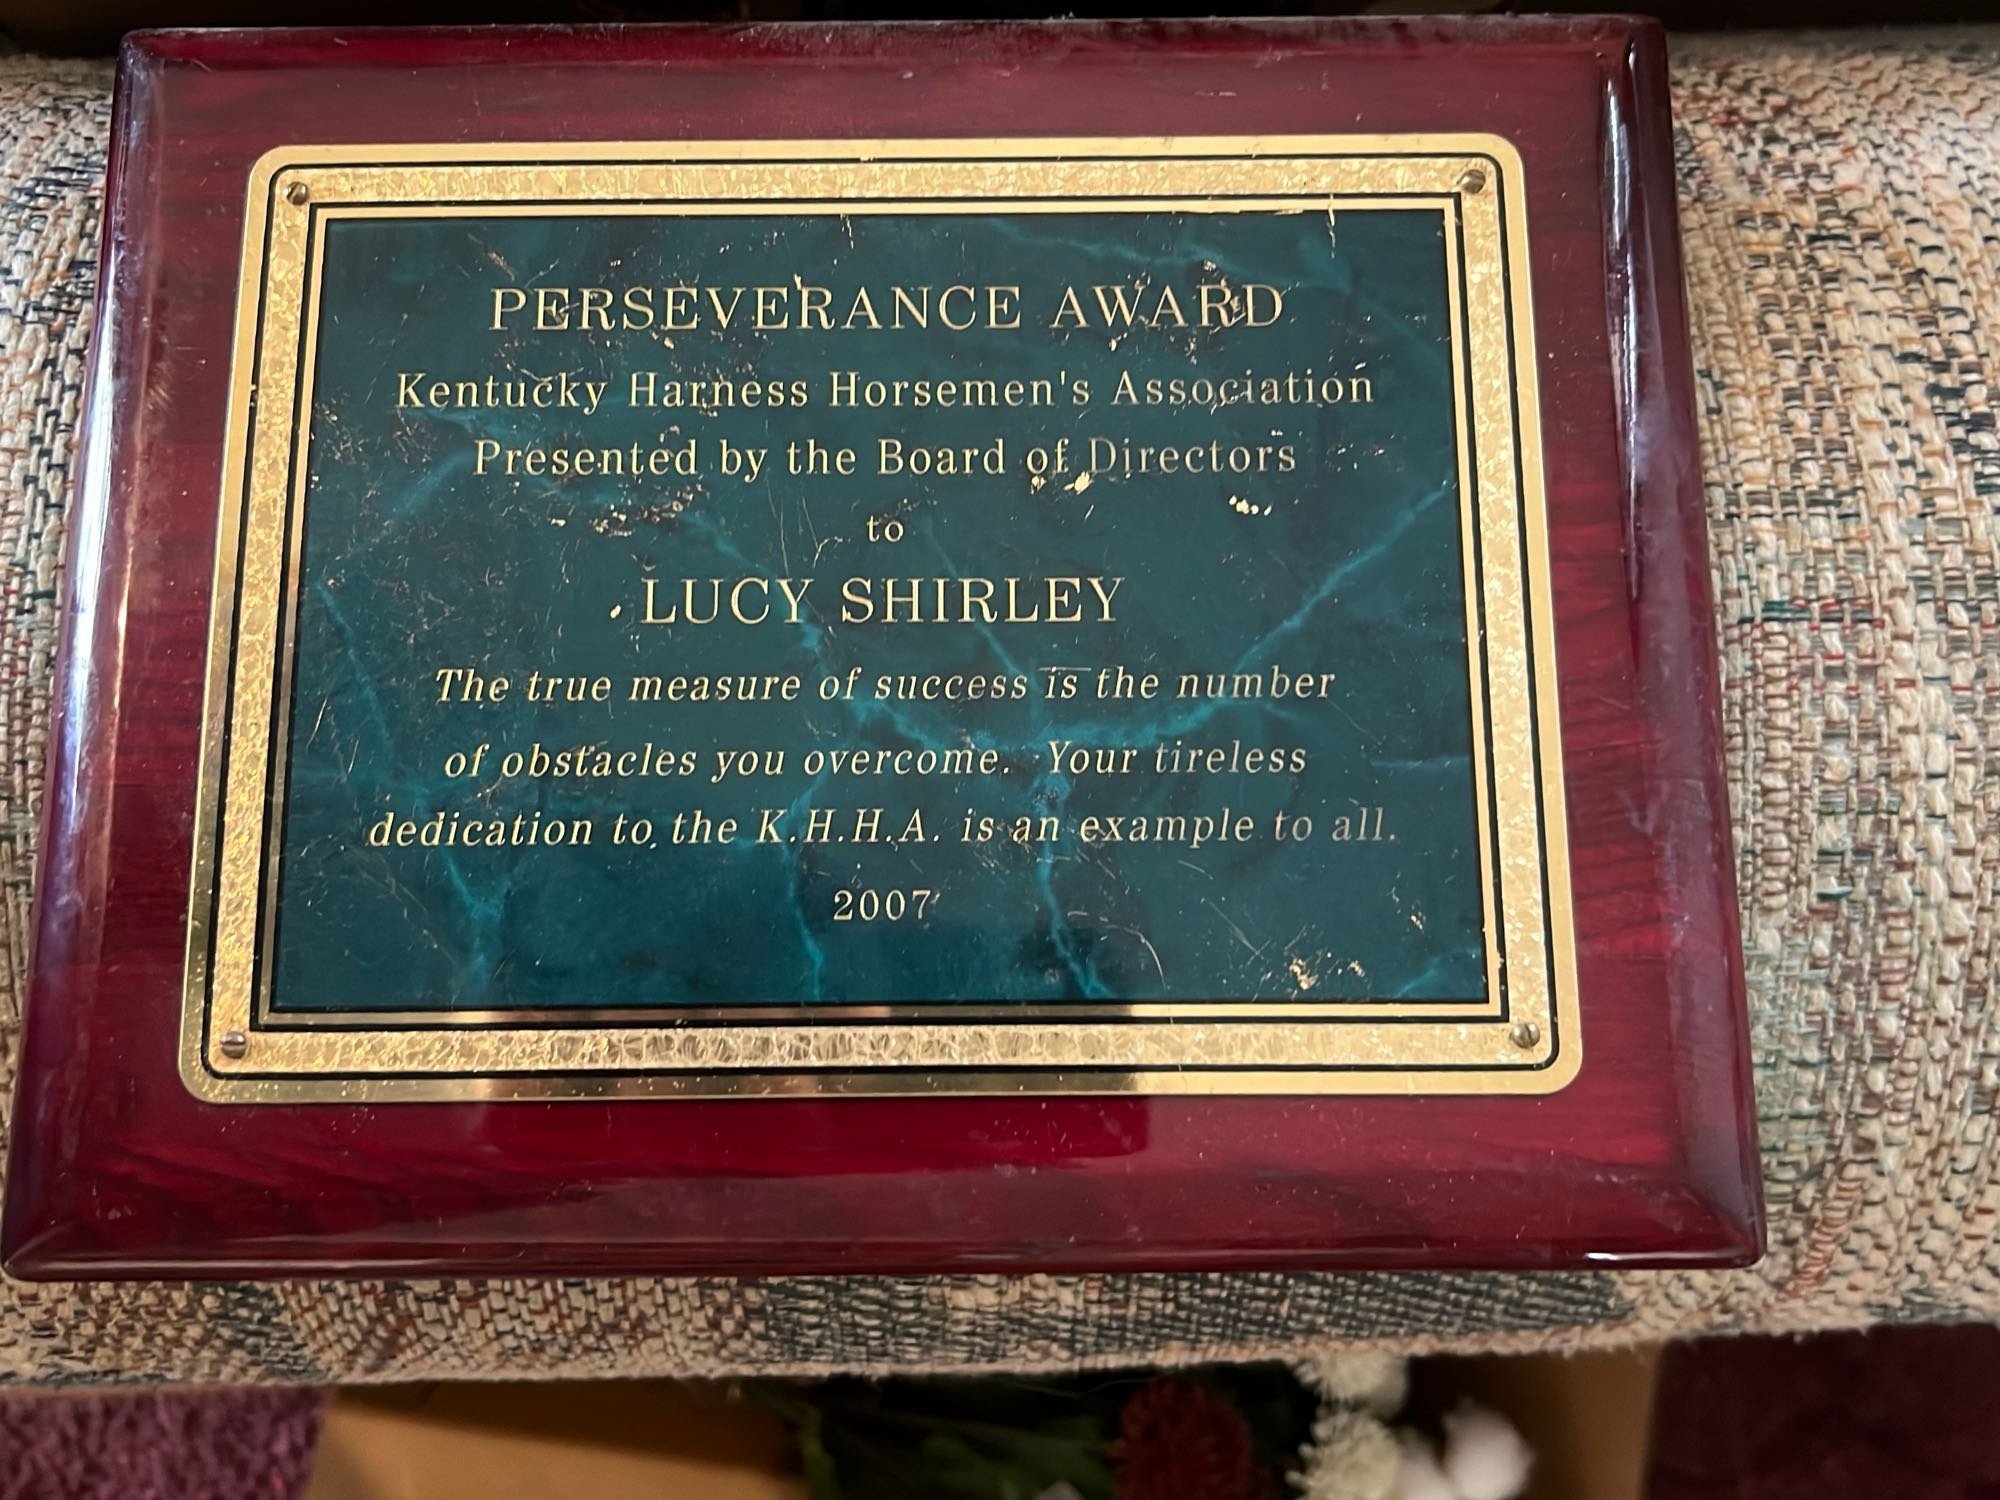 PERSEVERANCE AWARD
Kentucky Harness Horsemen's Association
Presented by the Board of Directors
to
LUCY SHIRLEY
The true measure of success is the number
of obstacles you overcome. Your tireless
dedication to the K.H.H.A. is an example to all.
2007